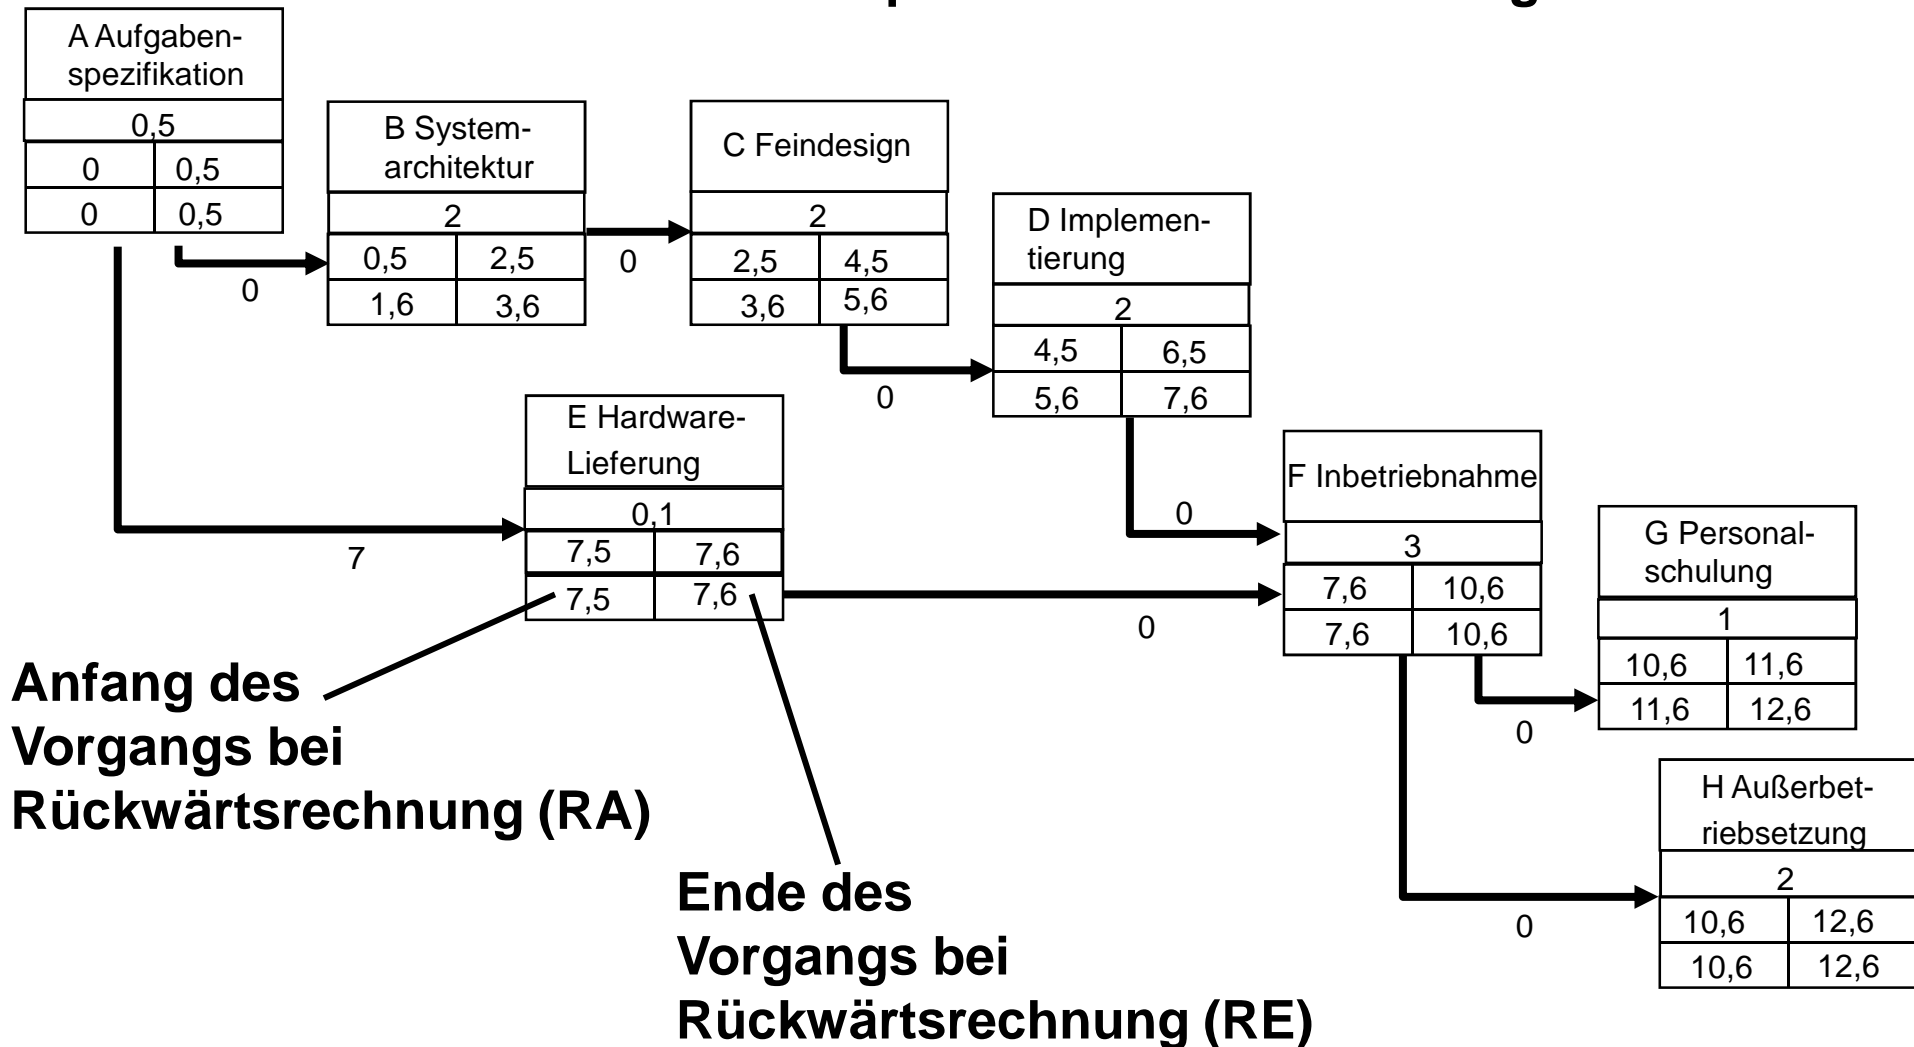 A Aufgaben-
spezifikation
0,5
0 0,5
0 0,5
0
B System-
architektur
2
0,5 2,5
1,6 3,6
0
C Feindesign
2
2,5 4,5
3,6 5,6
0
D Implemen-
tierung
2
4,5 6,5
5,6 7,6
0
7
E Hardware-
Lieferung
0,1
7,5 7,6
7,5 7,6
0
F Inbetriebnahme
3
7,6 10,6
7,6 10,6
0
G Personal-
schulung
1
10,6 11,6
11,6 12,6
0
H Außerbet-
riebsetzung
2
10,6 12,6
10,6 12,6
Anfang des
Vorgangs bei
Rückwärtsrechnung (RA)
Ende des
Vorgangs bei
Rückwärtsrechnung (RE)